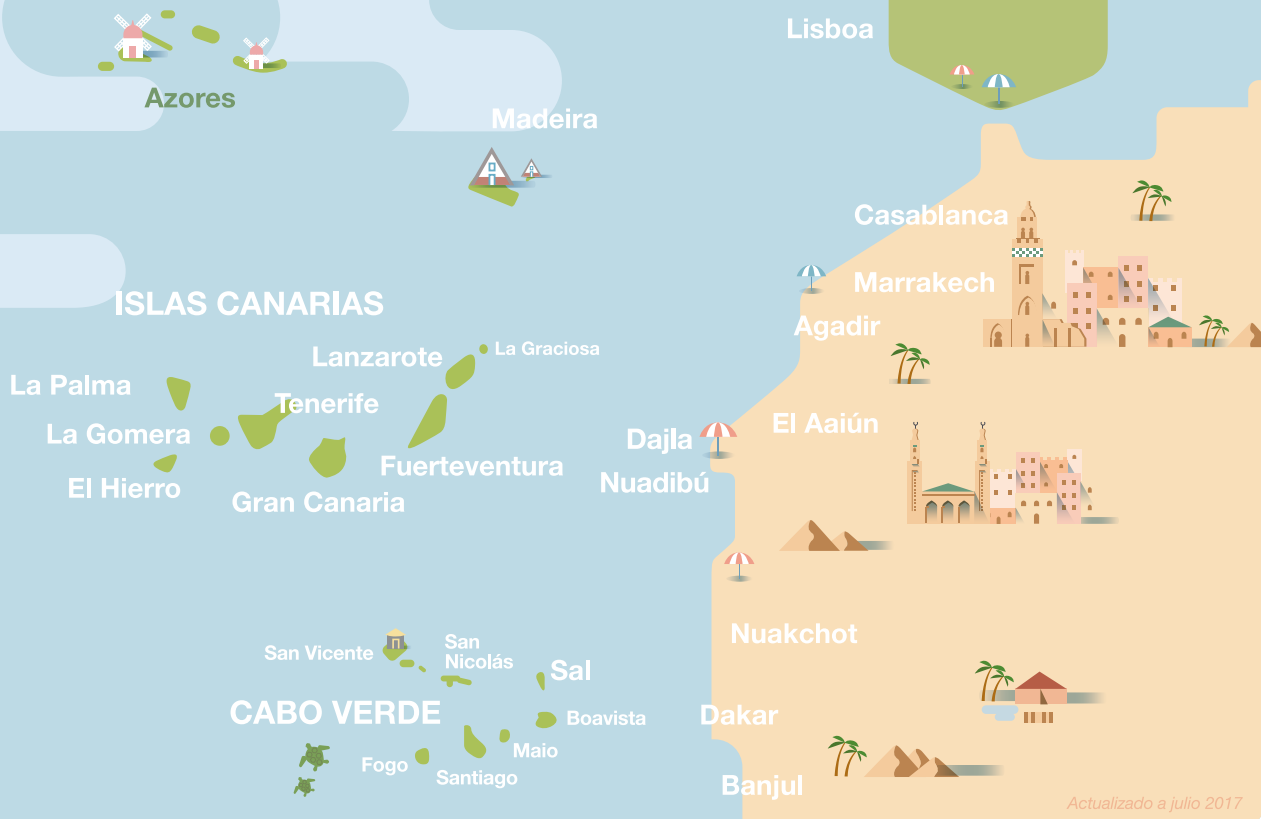 Lisboa
Azores
Madeira
Casablanca
Marrakech
ISLAS CANARIAS
Agadir
La Graciosa
Lanzarote
La Palma
Tenerife
El Aaiún
La Gomera
Dajla
Fuerteventura
Nuadibú
El Hierro
Gran Canaria
Nuakchot
San
Nicolás
San Vicente
Sal
CABO VERDE
Boavista
Dakar
Maio
Fogo
Santiago
Banjul
Actualizado a julio 2017